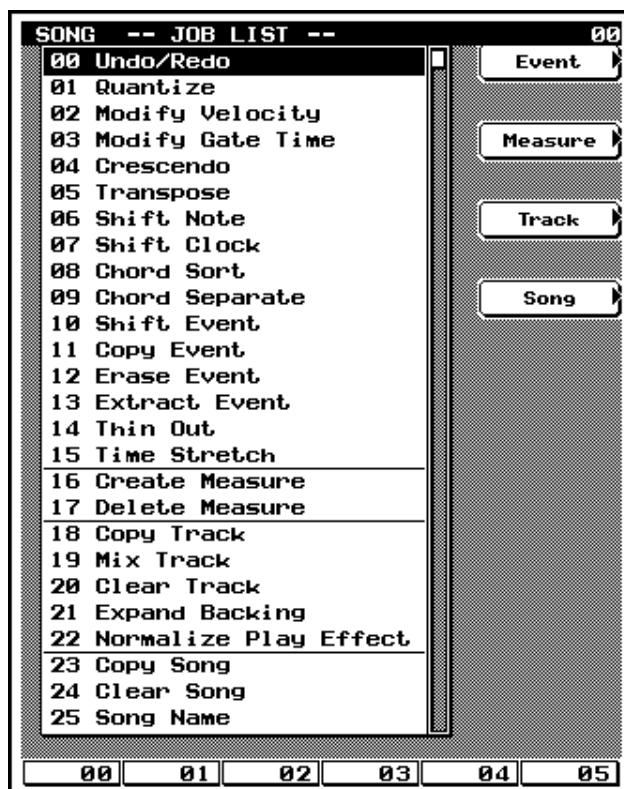 SONG -- JOB LIST -- 00
00 Undo/Redo
01 Quantize
02 Modify Velocity
03 Modify Gate Time
04 Crescendo
05 Transpose
06 Shift Note
07 Shift Clock
08 Chord Sort
09 Chord Separate
10 Shift Event
11 Copy Event
12 Erase Event
13 Extract Event
14 Thin Out
15 Time Stretch
16 Create Measure
17 Delete Measure
18 Copy Track
19 Mix Track
20 Clear Track
21 Expand Backing
22 Normalize Play Effect
23 Copy Song
24 Clear Song
25 Song Name
Event
Measure
Track
Song
00 01 02 03 04 05